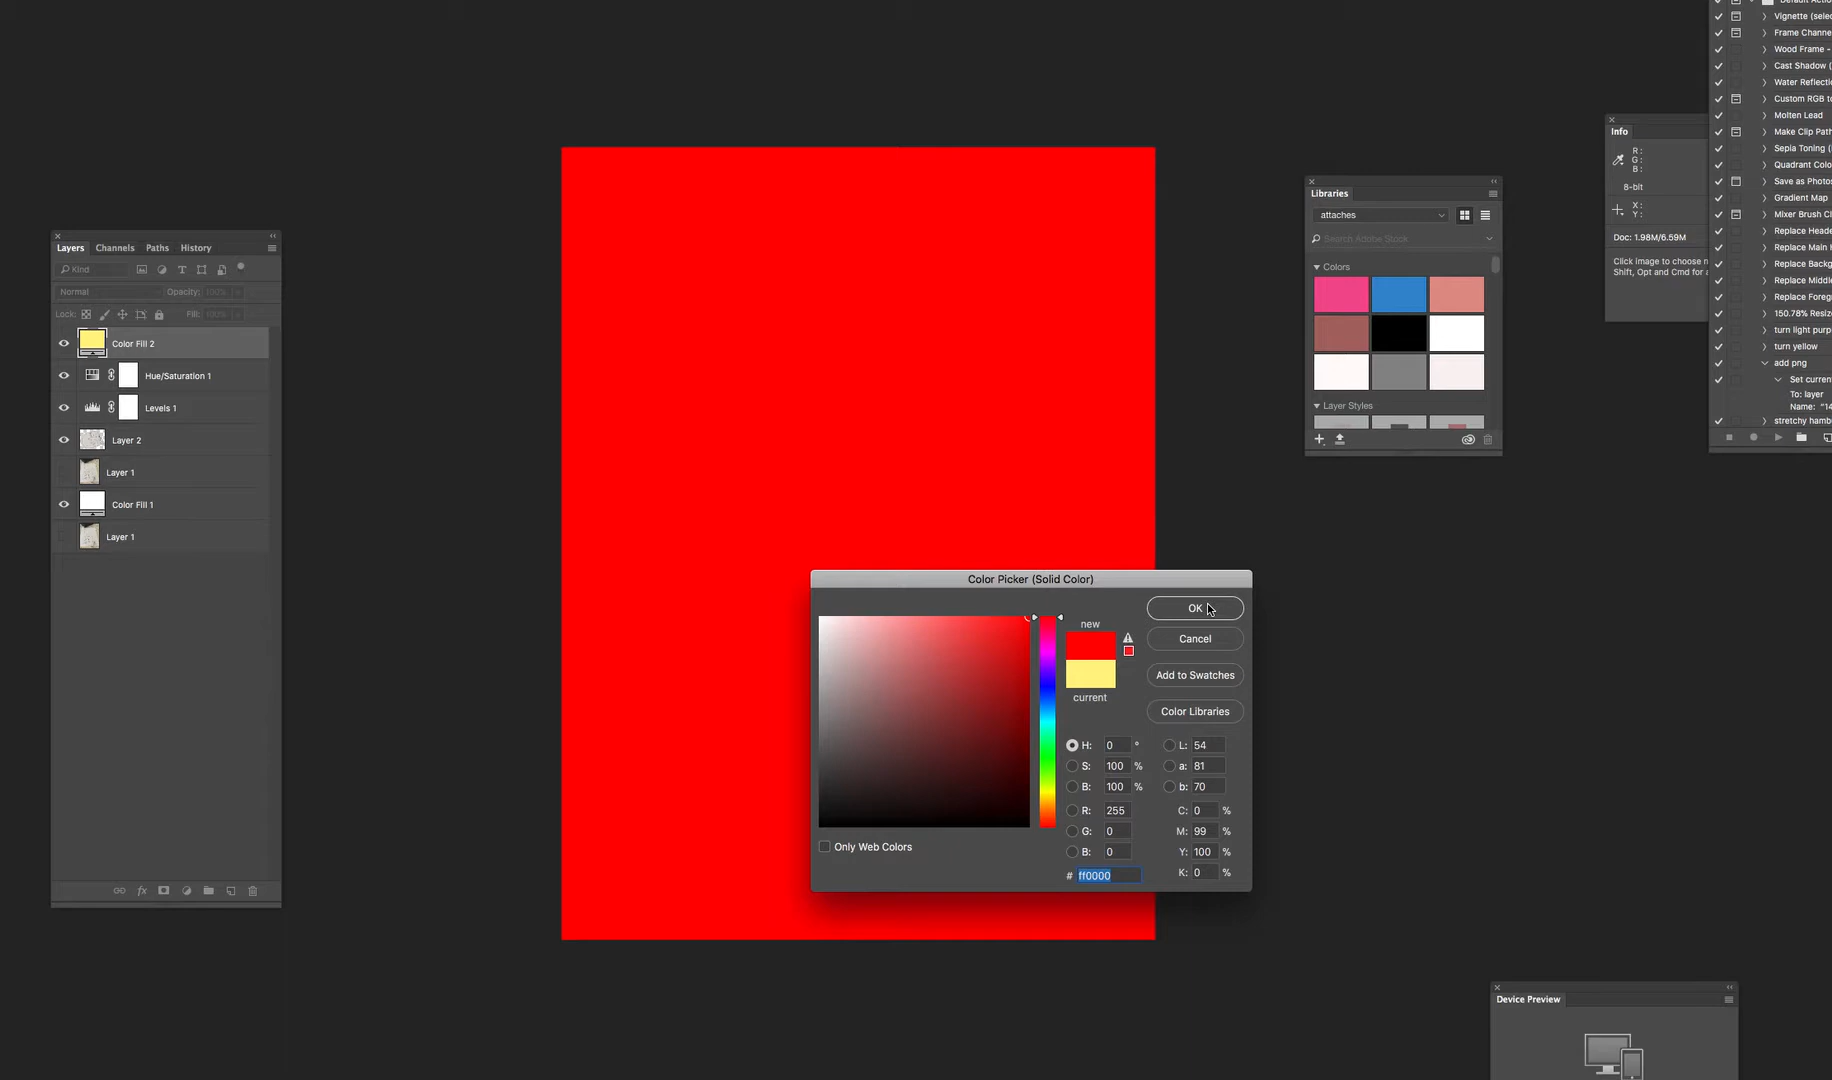 Layers Channels Paths History
Kind
Normal Opacity: 100%
Lock: Fill: 100%
Color Fill 2
Hue/Saturation 1
Levels 1
Layer 2
Layer 1
Color Fill 1
Layer 1
Color Picker (Solid Color)
new
current
OK
Cancel
Add to Swatches
Color Libraries
H: 0 °
S: 100 %
B: 100 %
R: 255
G: 0
B: 0
# ff0000
L: 54
a: 81
b: 70
C: 0 %
M: 99 %
Y: 100 %
K: 0 %
Only Web Colors
Libraries
attaches
Search Adobe Stock
Colors
Layer Styles
Info
R:
G:
B:
8-bit
X:
Y:
Doc: 1.98M/6.59M
Click image to choose n
Shift, Opt and Cmd for a
Default Actio
Vignette (selec
Frame Channe
Wood Frame -
Cast Shadow (
Water Reflectio
Custom RGB to
Molten Lead
Make Clip Path
Sepia Toning (
Quadrant Colo
Save as Photos
Gradient Map
Mixer Brush Cl
Replace Heade
Replace Main H
Replace Backg
Replace Middle
Replace Foregr
150.78% Resiz
turn light purp
turn yellow
add png
Set curren
To: layer
Name: "14
stretchy hamb
Device Preview